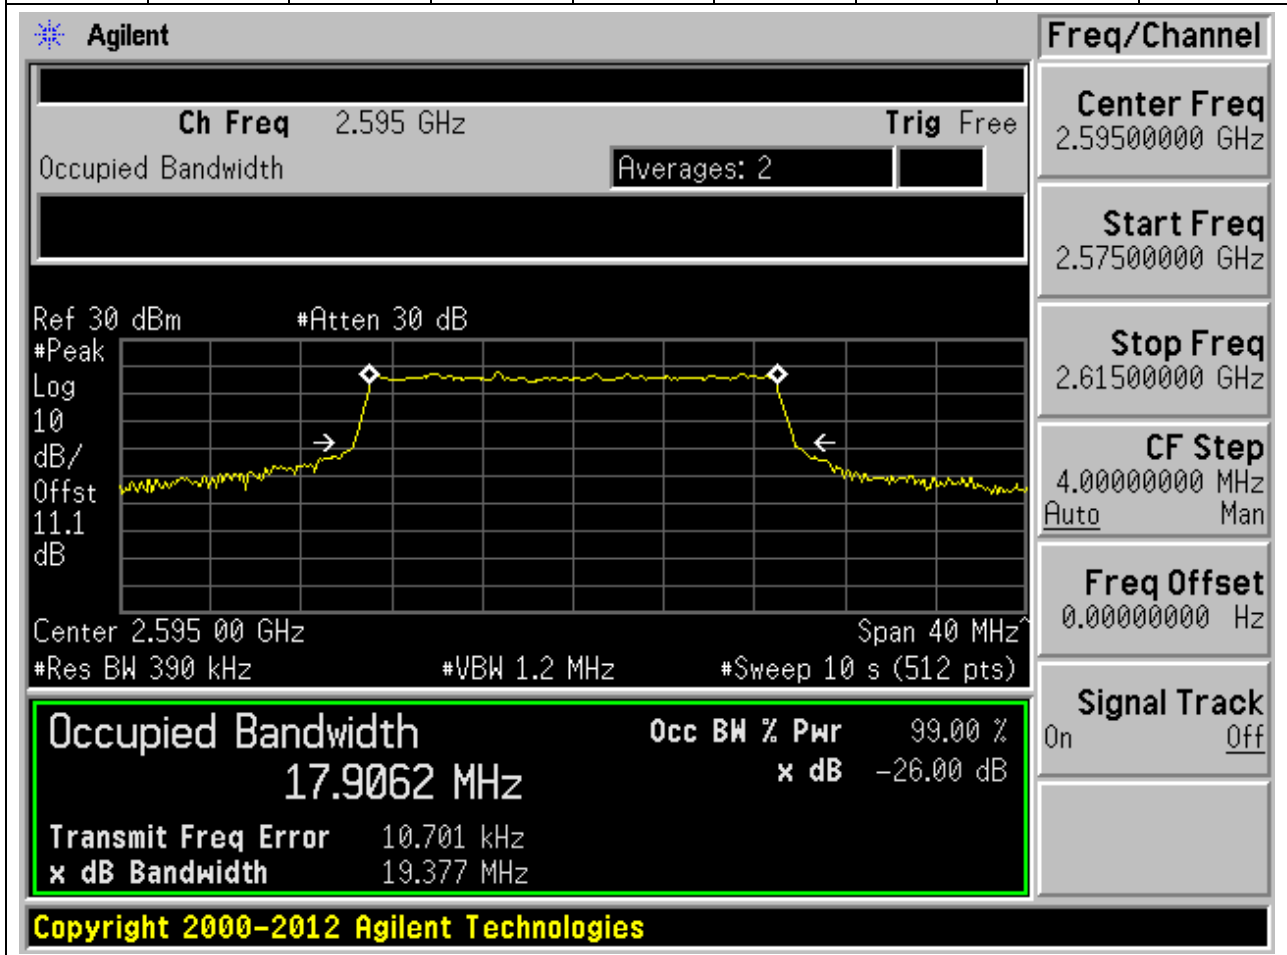 Agilent
Freq/Channel
Ch Freq 2.595 GHz Trig Free
Occupied Bandwidth Averages: 2
Ref 30 dBm #Atten 30 dB
#Peak
Log
10
dB/
Offst
11.1
dB
Center 2.595 00 GHz Span 40 MHz^
#Res BW 390 kHz #VBW 1.2 MHz #Sweep 10 s (512 pts)
Occupied Bandwidth Occ BW % Pwr 99.00 %
17.9062 MHz x dB -26.00 dB
Transmit Freq Error 10.701 kHz
x dB Bandwidth 19.377 MHz
Center Freq
2.59500000 GHz
Start Freq
2.57500000 GHz
Stop Freq
2.61500000 GHz
CF Step
4.00000000 MHz
Auto Man
Freq Offset
0.00000000 Hz
Signal Track
On Off
Copyright 2000-2012 Agilent Technologies